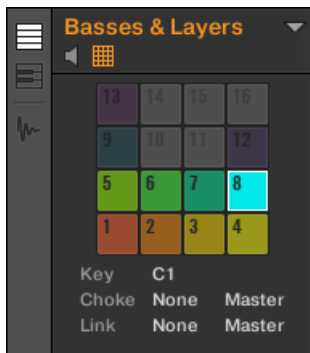 Basses & Layers
13 14 15 16
9 10 11 12
5 6 7 8
1 2 3 4
Key C1
Choke None Master
Link None Master